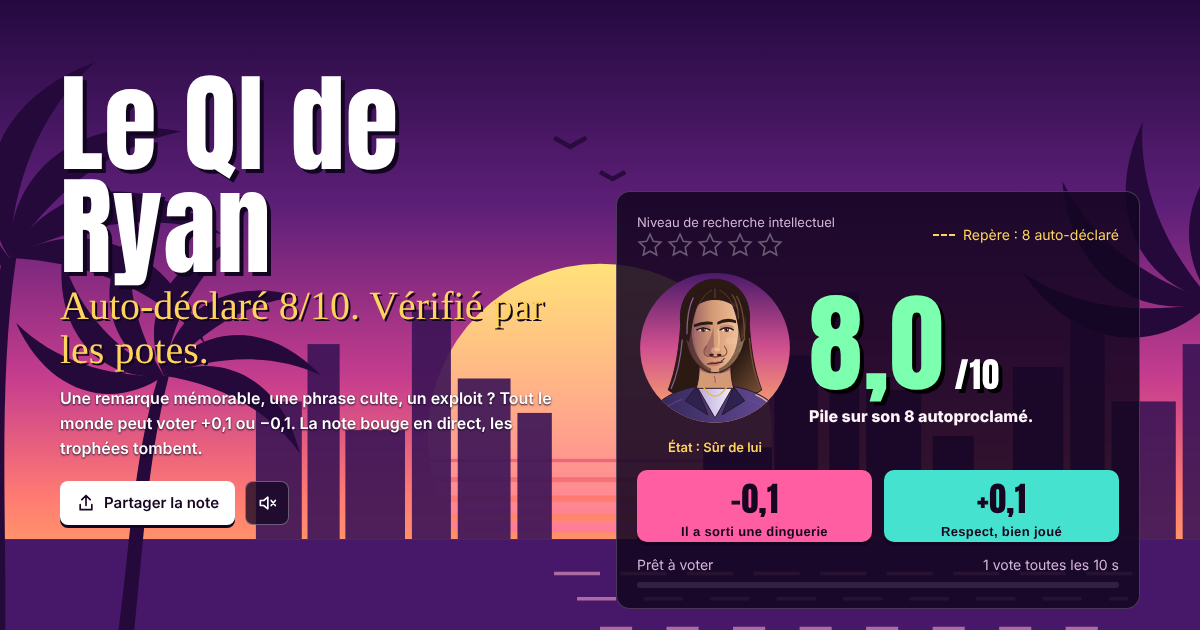 Le QI de
Ryan
Auto-déclaré 8/10. Vérifié par
les potes.
Une remarque mémorable, une phrase culte, un exploit ? Tout le
monde peut voter +0,1 ou −0,1. La note bouge en direct, les
trophées tombent.
Partager la note
Niveau de recherche intellectuel
Repère : 8 auto-déclaré
8,0 /10
Pile sur son 8 autoproclamé.
État : Sûr de lui
-0,1
Il a sorti une dinguerie
+0,1
Respect, bien joué
Prêt à voter
1 vote toutes les 10 s